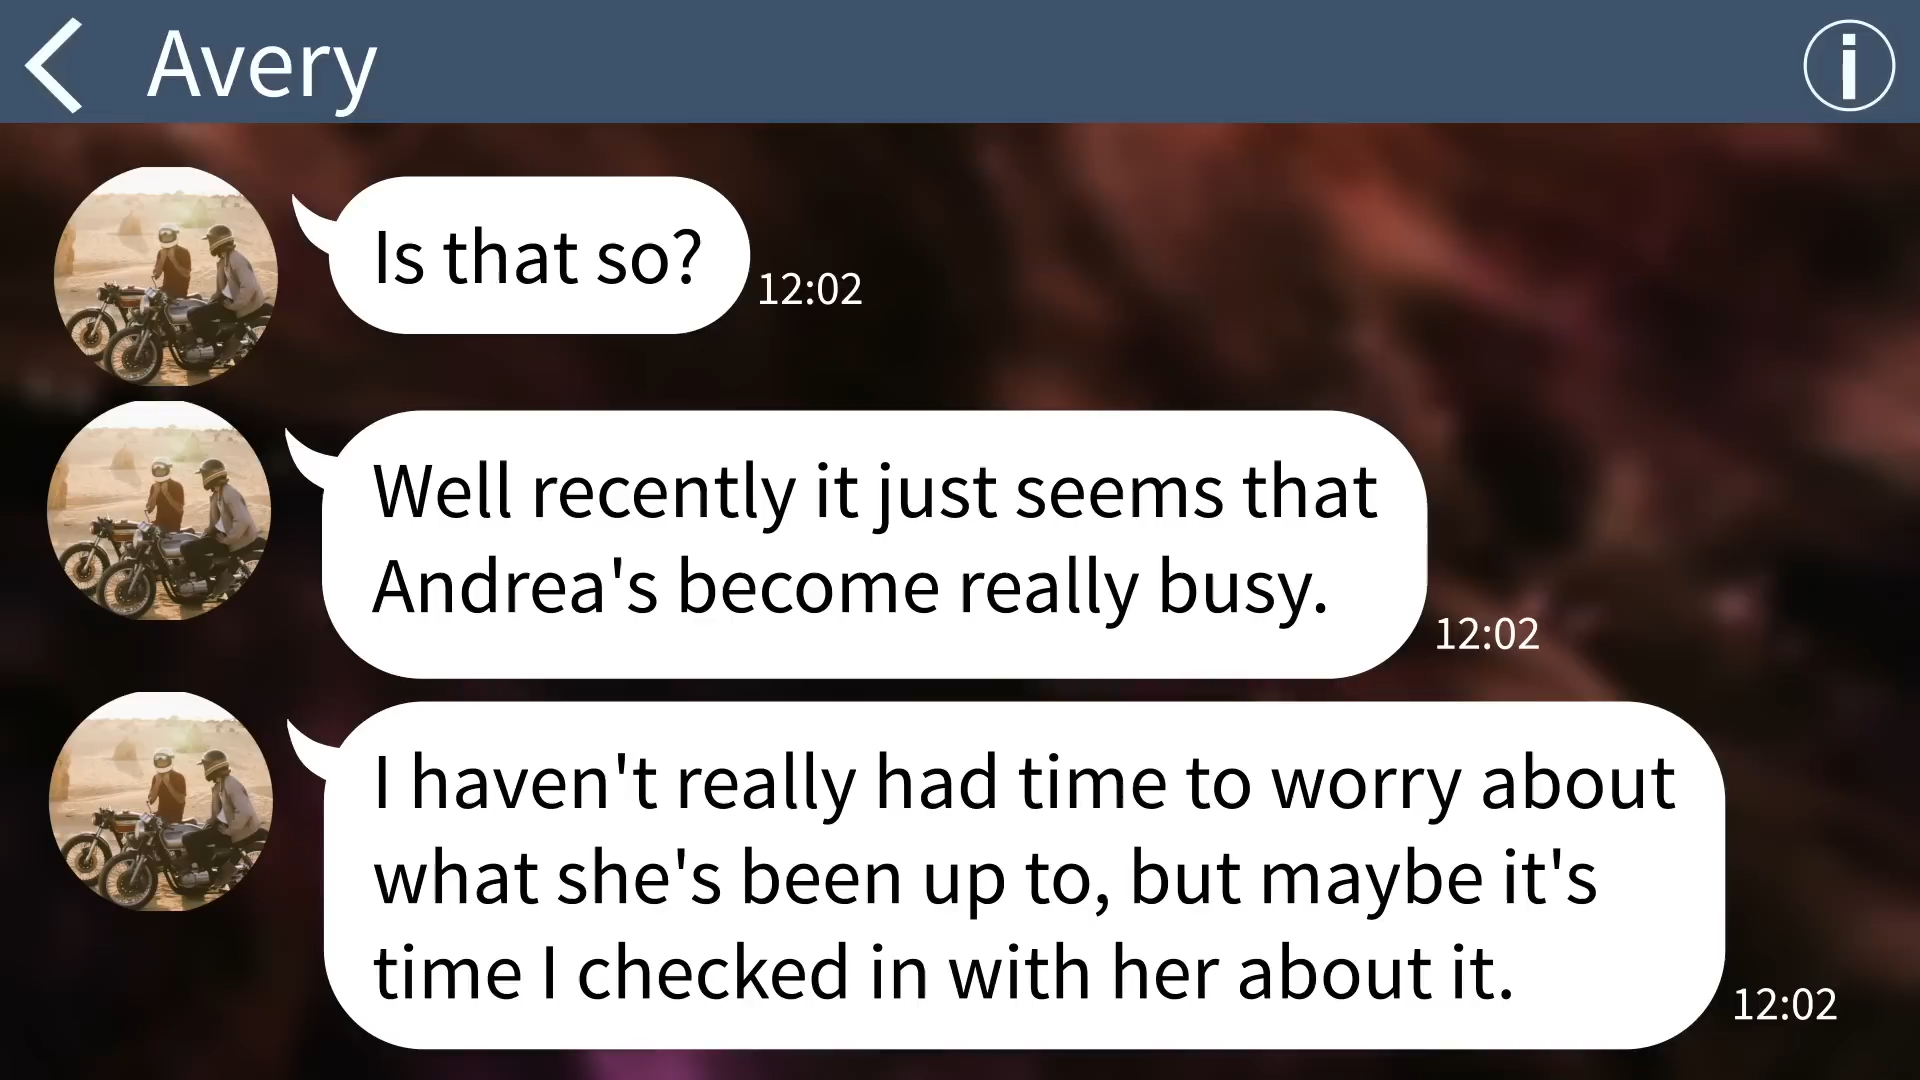 Avery
Is that so?
12:02
Well recently it just seems that
Andrea's become really busy.
12:02
I haven't really had time to worry about
what she's been up to, but maybe it's
time I checked in with her about it.
12:02